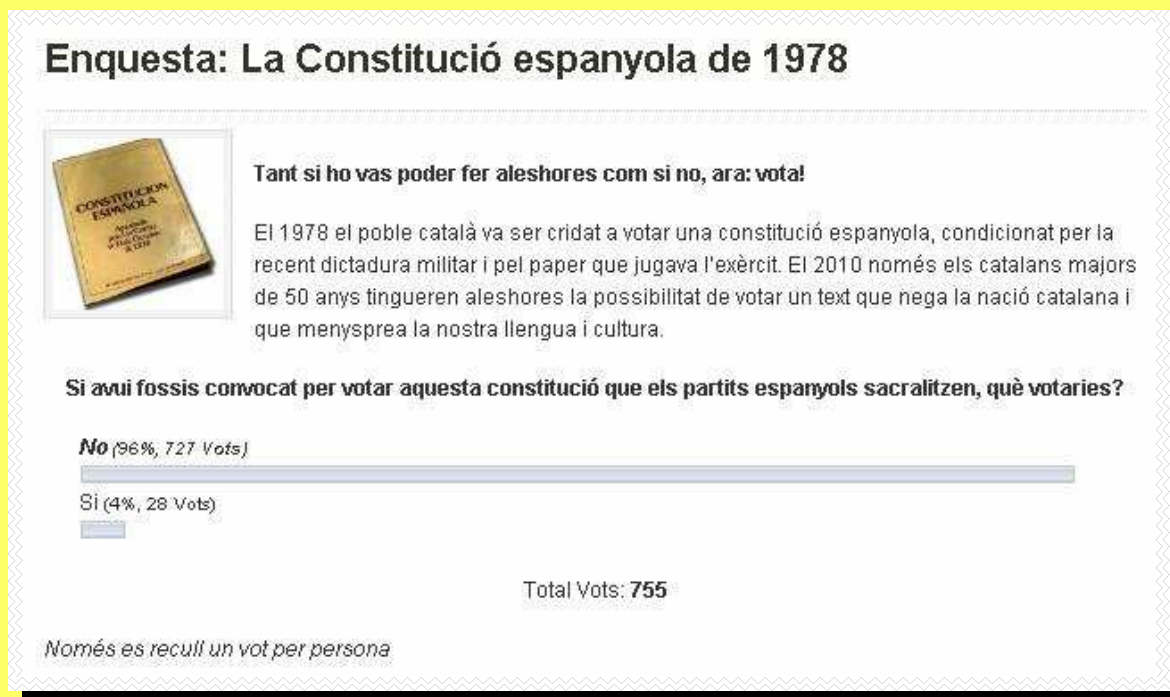 Enquesta: La Constitució espanyola de 1978
CONSTITUCION
ESPAÑOLA
Tant si ho vas poder fer aleshores com si no, ara: vota!
El 1978 el poble català va ser cridat a votar una constitució espanyola, condicionat per la
recent dictadura militar i pel paper que jugava l'exèrcit. El 2010 només els catalans majors
de 50 anys tingueren aleshores la possibilitat de votar un text que nega la nació catalana i
que menysprea la nostra llengua i cultura.
Si avui fossis convocat per votar aquesta constitució que els partits espanyols sacralitzen, què votaries?
No (96%, 727 Vots)
Si (4%, 28 Vots)
Total Vots: 755
Només es recull un vot per persona